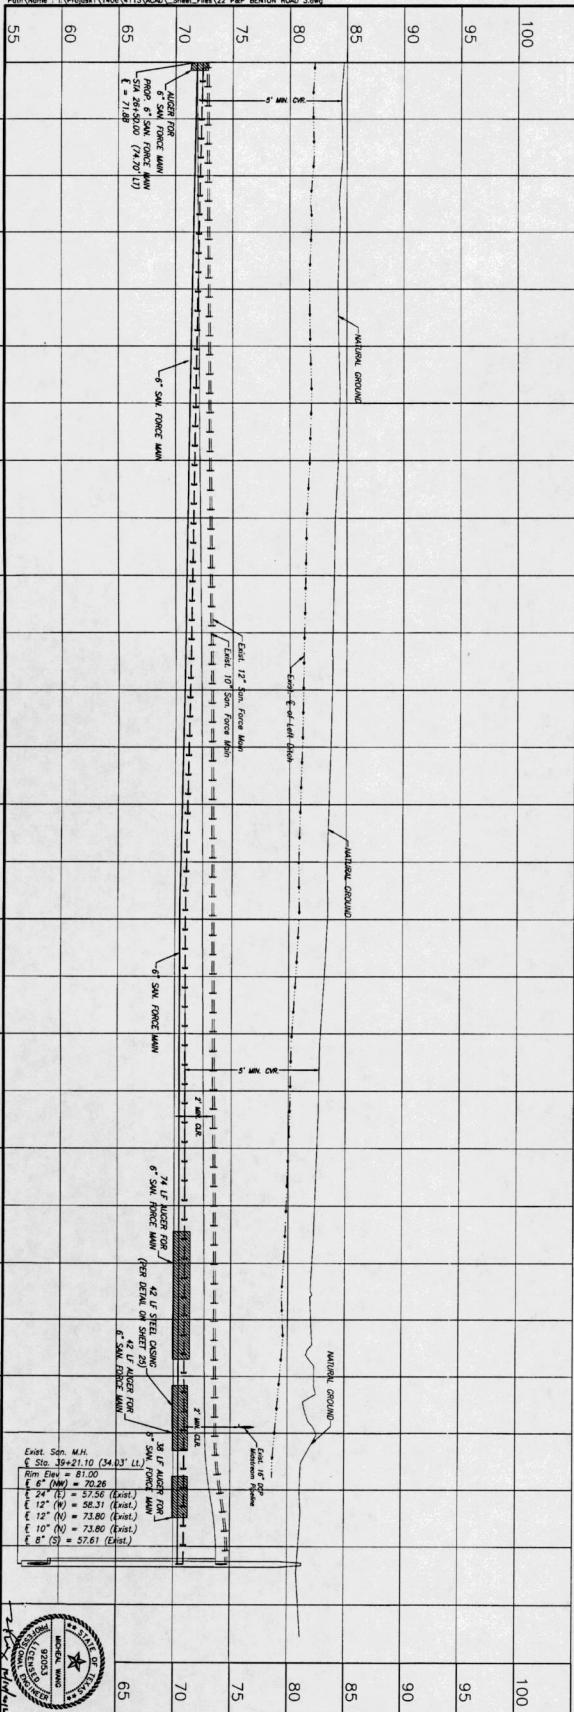 55
60
65
70
75
80
85
90
95
100
AUGER FOR
6" SAN. FORCE MAIN
PROP. 6" SAN. FORCE MAIN
STA 26+50.00 (74.70' LT)
₤ = 71.88
5' MIN. CVR.
NATURAL GROUND
6" SAN. FORCE MAIN
Exist. 12" San. Force Main
Exist. 10" San. Force Main
Exist. ₤ of Left Ditch
NATURAL GROUND
6" SAN. FORCE MAIN
5' MIN. CVR.
2' MIN. CLR.
74 LF AUGER FOR
6" SAN. FORCE MAIN
42 LF STEEL CASING
(PER DETAIL ON SHEET 25)
42 LF AUGER FOR
6" SAN. FORCE MAIN
2' MIN. CLR.
38 LF AUGER FOR
SAN. FORCE MAIN
Exist. 16" DCP
Midstream Pipeline
NATURAL GROUND
Exist. San. M.H.
℄ Sta. 39+21.10 (34.03' Lt.)
Rim Elev = 81.00
₤ 6" (NW) = 70.26
₤ 24" (E) = 57.56 (Exist.)
₤ 12" (W) = 58.31 (Exist.)
₤ 12" (N) = 73.80 (Exist.)
₤ 10" (N) = 73.80 (Exist.)
₤ 8" (S) = 57.61 (Exist.)
STATE OF TEXAS
MICHEAL WANG
92053
LICENSED
PROFESSIONAL ENGINEER
65
70
75
80
85
90
95
100